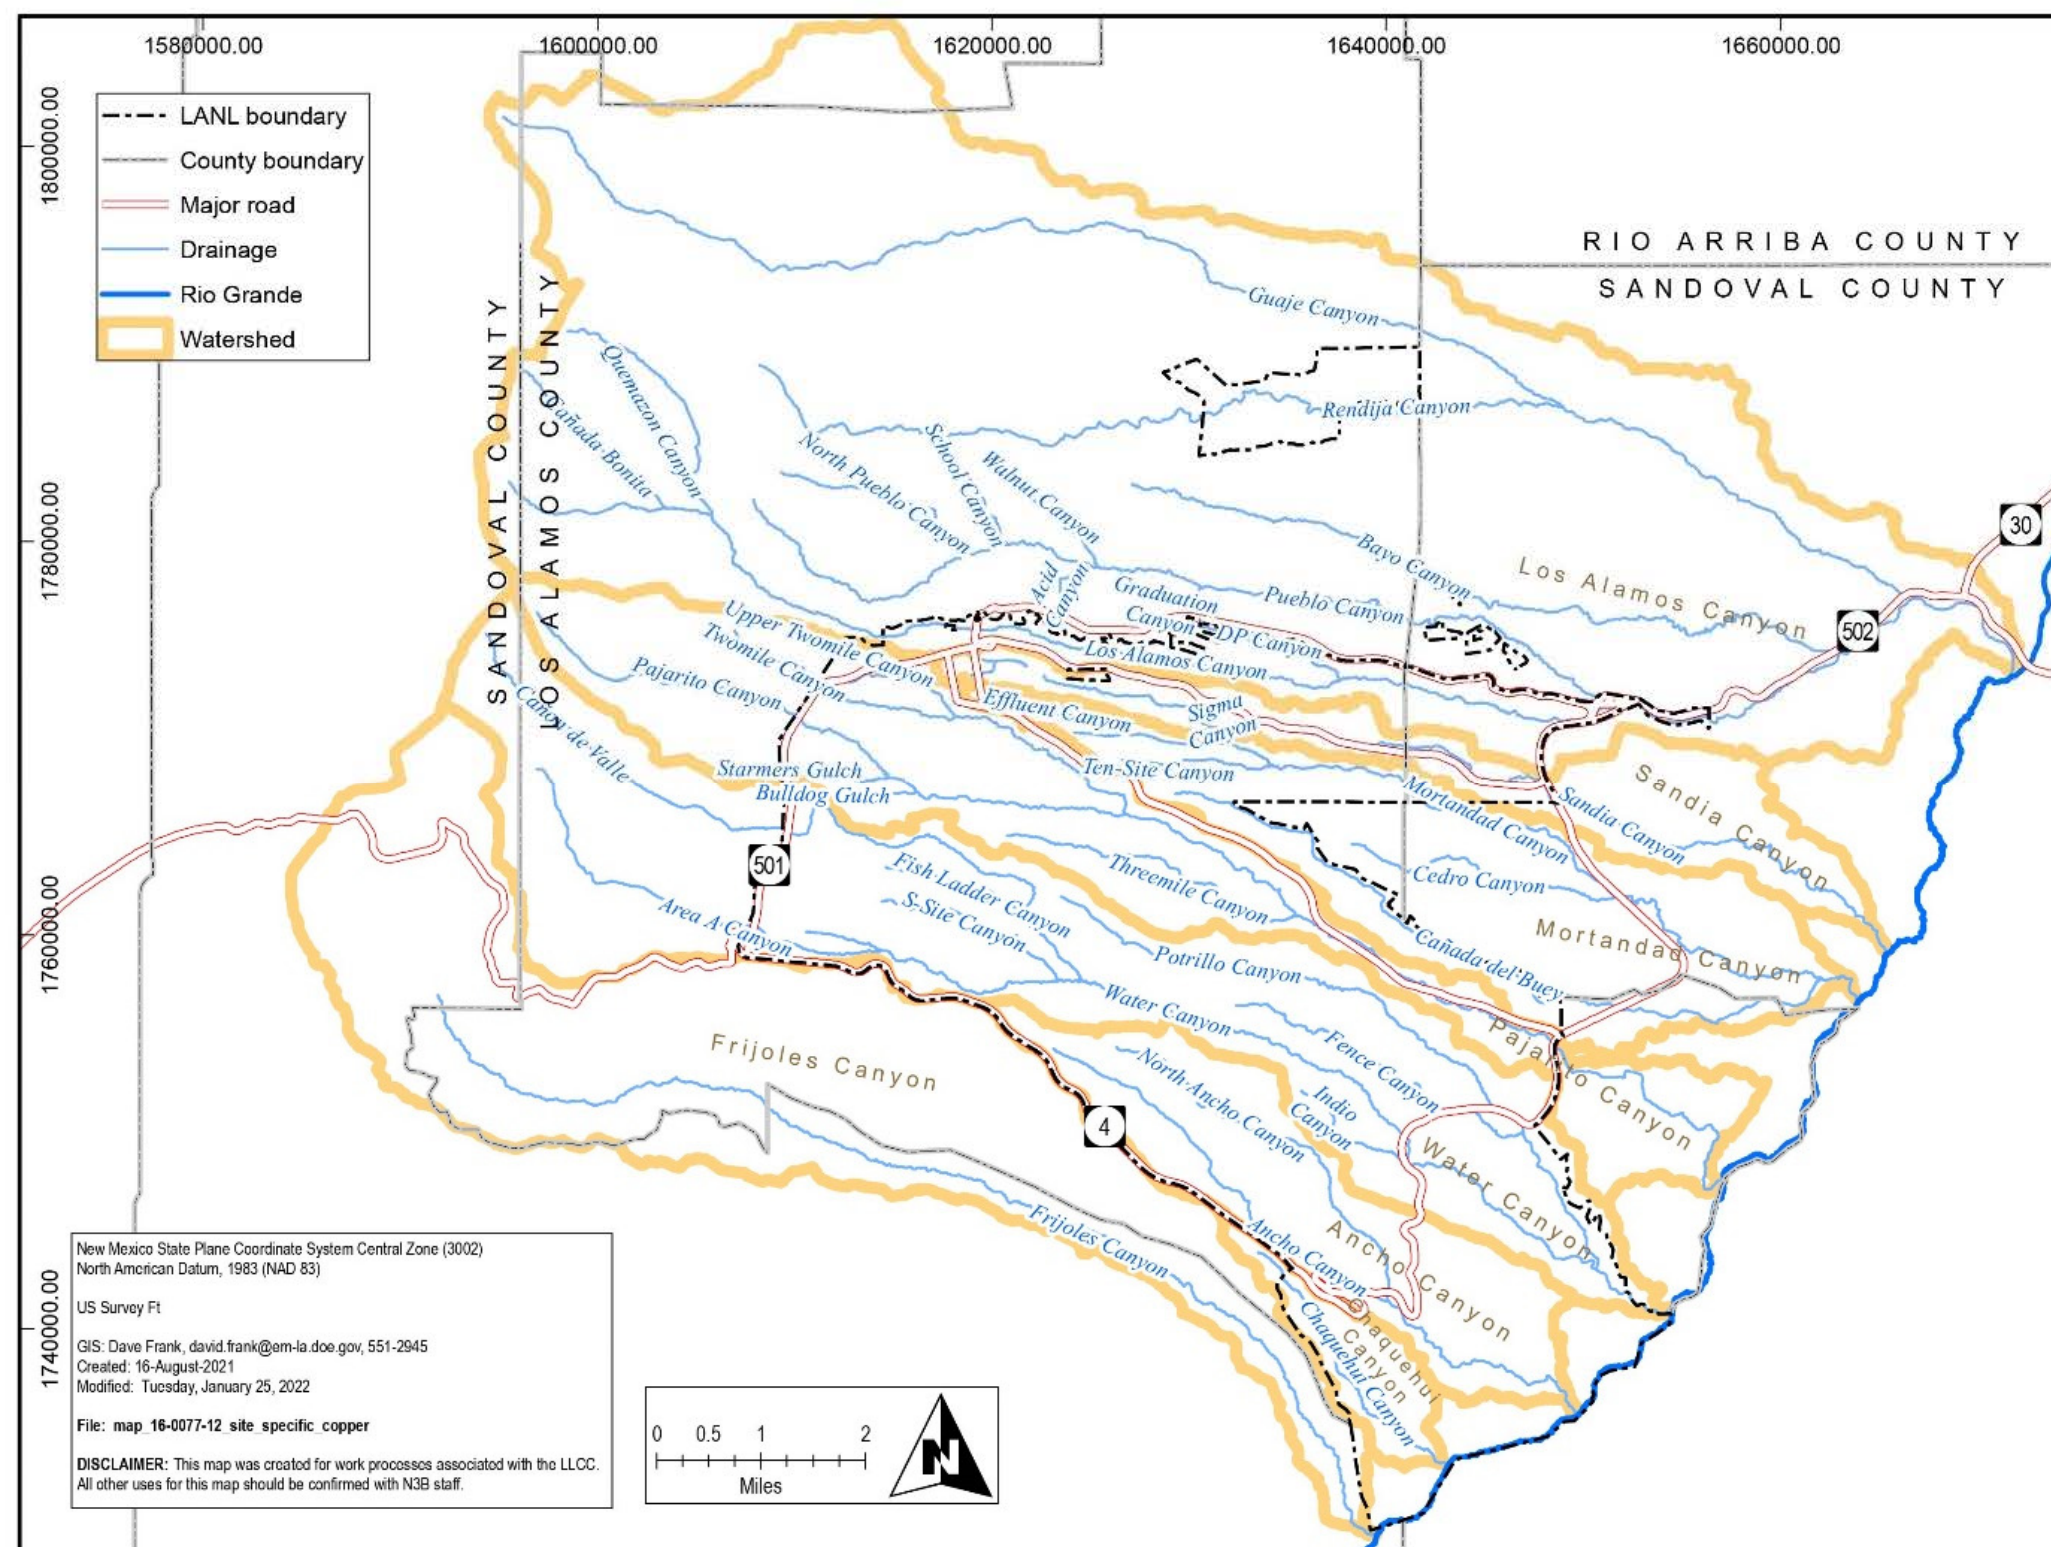 1580000.00
1600000.00
1620000.00
1640000.00
1660000.00
1800000.00
1780000.00
1760000.00
1740000.00
LANL boundary
County boundary
Major road
Drainage
Rio Grande
Watershed
RIO ARRIBA COUNTY
SANDOVAL COUNTY
SANDOVAL COUNTY
LOS ALAMOS COUNTY
Guaje Canyon
Rendija Canyon
Quemazon Canyon
Cañada Bonita
North Pueblo Canyon
School Canyon
Walnut Canyon
Bayo Canyon
Los Alamos Canyon
30
502
Acid
Canyon
Graduation
Canyon
Pueblo Canyon
DP Canyon
Los Alamos Canyon
Upper Twomile Canyon
Twomile Canyon
Pajarito Canyon
Cañon de Valle
Effluent Canyon
Sigma
Canyon
Starmers Gulch
Bulldog Gulch
Ten-Site Canyon
Mortandad Canyon
Sandia Canyon
Sandia Canyon
501
Fish Ladder Canyon
S-Site Canyon
Threemile Canyon
Cedro Canyon
Area A Canyon
Potrillo Canyon
Cañada del Buey
Mortandad Canyon
Water Canyon
Fence Canyon
Pajarito Canyon
Frijoles Canyon
North Ancho Canyon
Indio
Canyon
4
Water Canyon
Frijoles Canyon
Ancho Canyon
Ancho Canyon
Chaquehui Canyon
Chaquehui
Canyon
New Mexico State Plane Coordinate System Central Zone (3002)
North American Datum, 1983 (NAD 83)
US Survey Ft
GIS: Dave Frank, david.frank@em-la.doe.gov, 551-2945
Created: 16-August-2021
Modified: Tuesday, January 25, 2022
File: map_16-0077-12_site_specific_copper
DISCLAIMER: This map was created for work processes associated with the LLCC.
All other uses for this map should be confirmed with N3B staff.
0 0.5 1 2
Miles
N